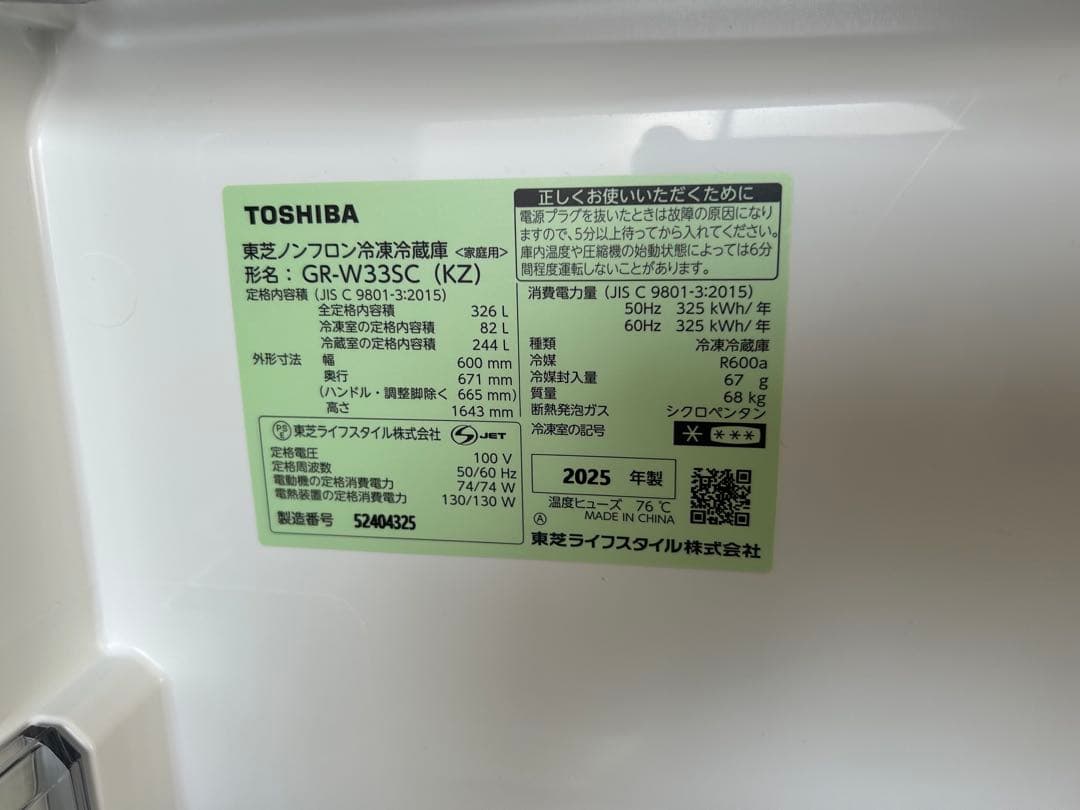 TOSHIBA
東芝ノンフロン冷凍冷蔵庫 <家庭用>
形名： GR-W33SC (KZ)
定格内容積 (JIS C 9801-3:2015)
全定格内容積 326 L
冷凍室の定格内容積 82 L
冷蔵室の定格内容積 244 L
外形寸法 幅 600 mm
奥行 671 mm
(ハンドル・調整脚除く 665 mm)
高さ 1643 mm
PS E 東芝ライフスタイル株式会社 S JET
定格電圧 100 V
定格周波数 50/60 Hz
電動機の定格消費電力 74/74 W
電熱装置の定格消費電力 130/130 W
製造番号 52404325
正しくお使いいただくために
電源プラグを抜いたときは故障の原因になり
ますので、5分以上待ってから入れてください。
庫内温度や圧縮機の始動状態によっては6分
間程度運転しないことがあります。
消費電力量 (JIS C 9801-3:2015)
50Hz 325 kWh/年
60Hz 325 kWh/年
種類 冷凍冷蔵庫
冷媒 R600a
冷媒封入量 67 g
質量 68 kg
断熱発泡ガス シクロペンタン
冷凍室の記号 * ***
2025 年製
温度ヒューズ 76 ℃
Ⓐ MADE IN CHINA
東芝ライフスタイル株式会社